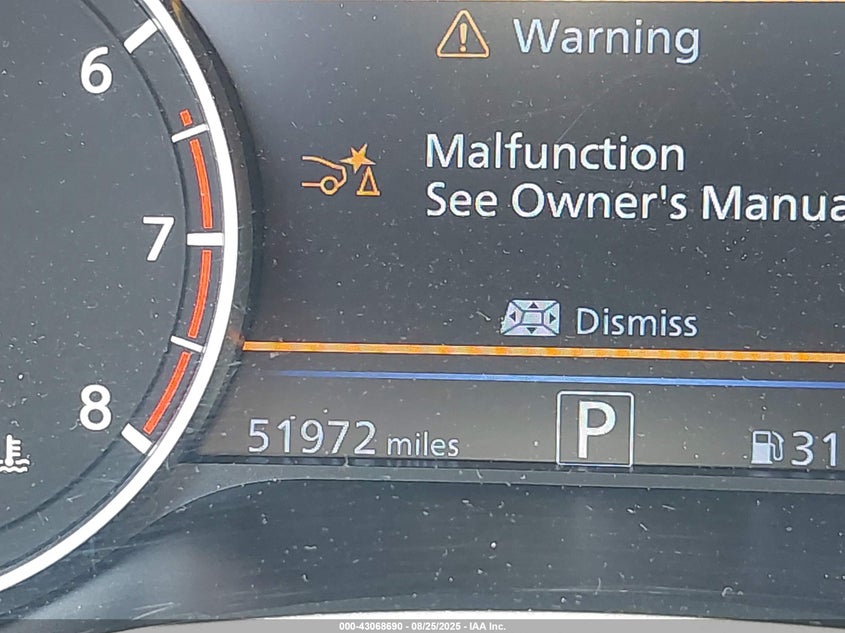 Warning
Malfunction
See Owner's Manua
Dismiss
6
7
8
51972 miles
P
31
000-43068690 - 08/25/2025 - IAA Inc.